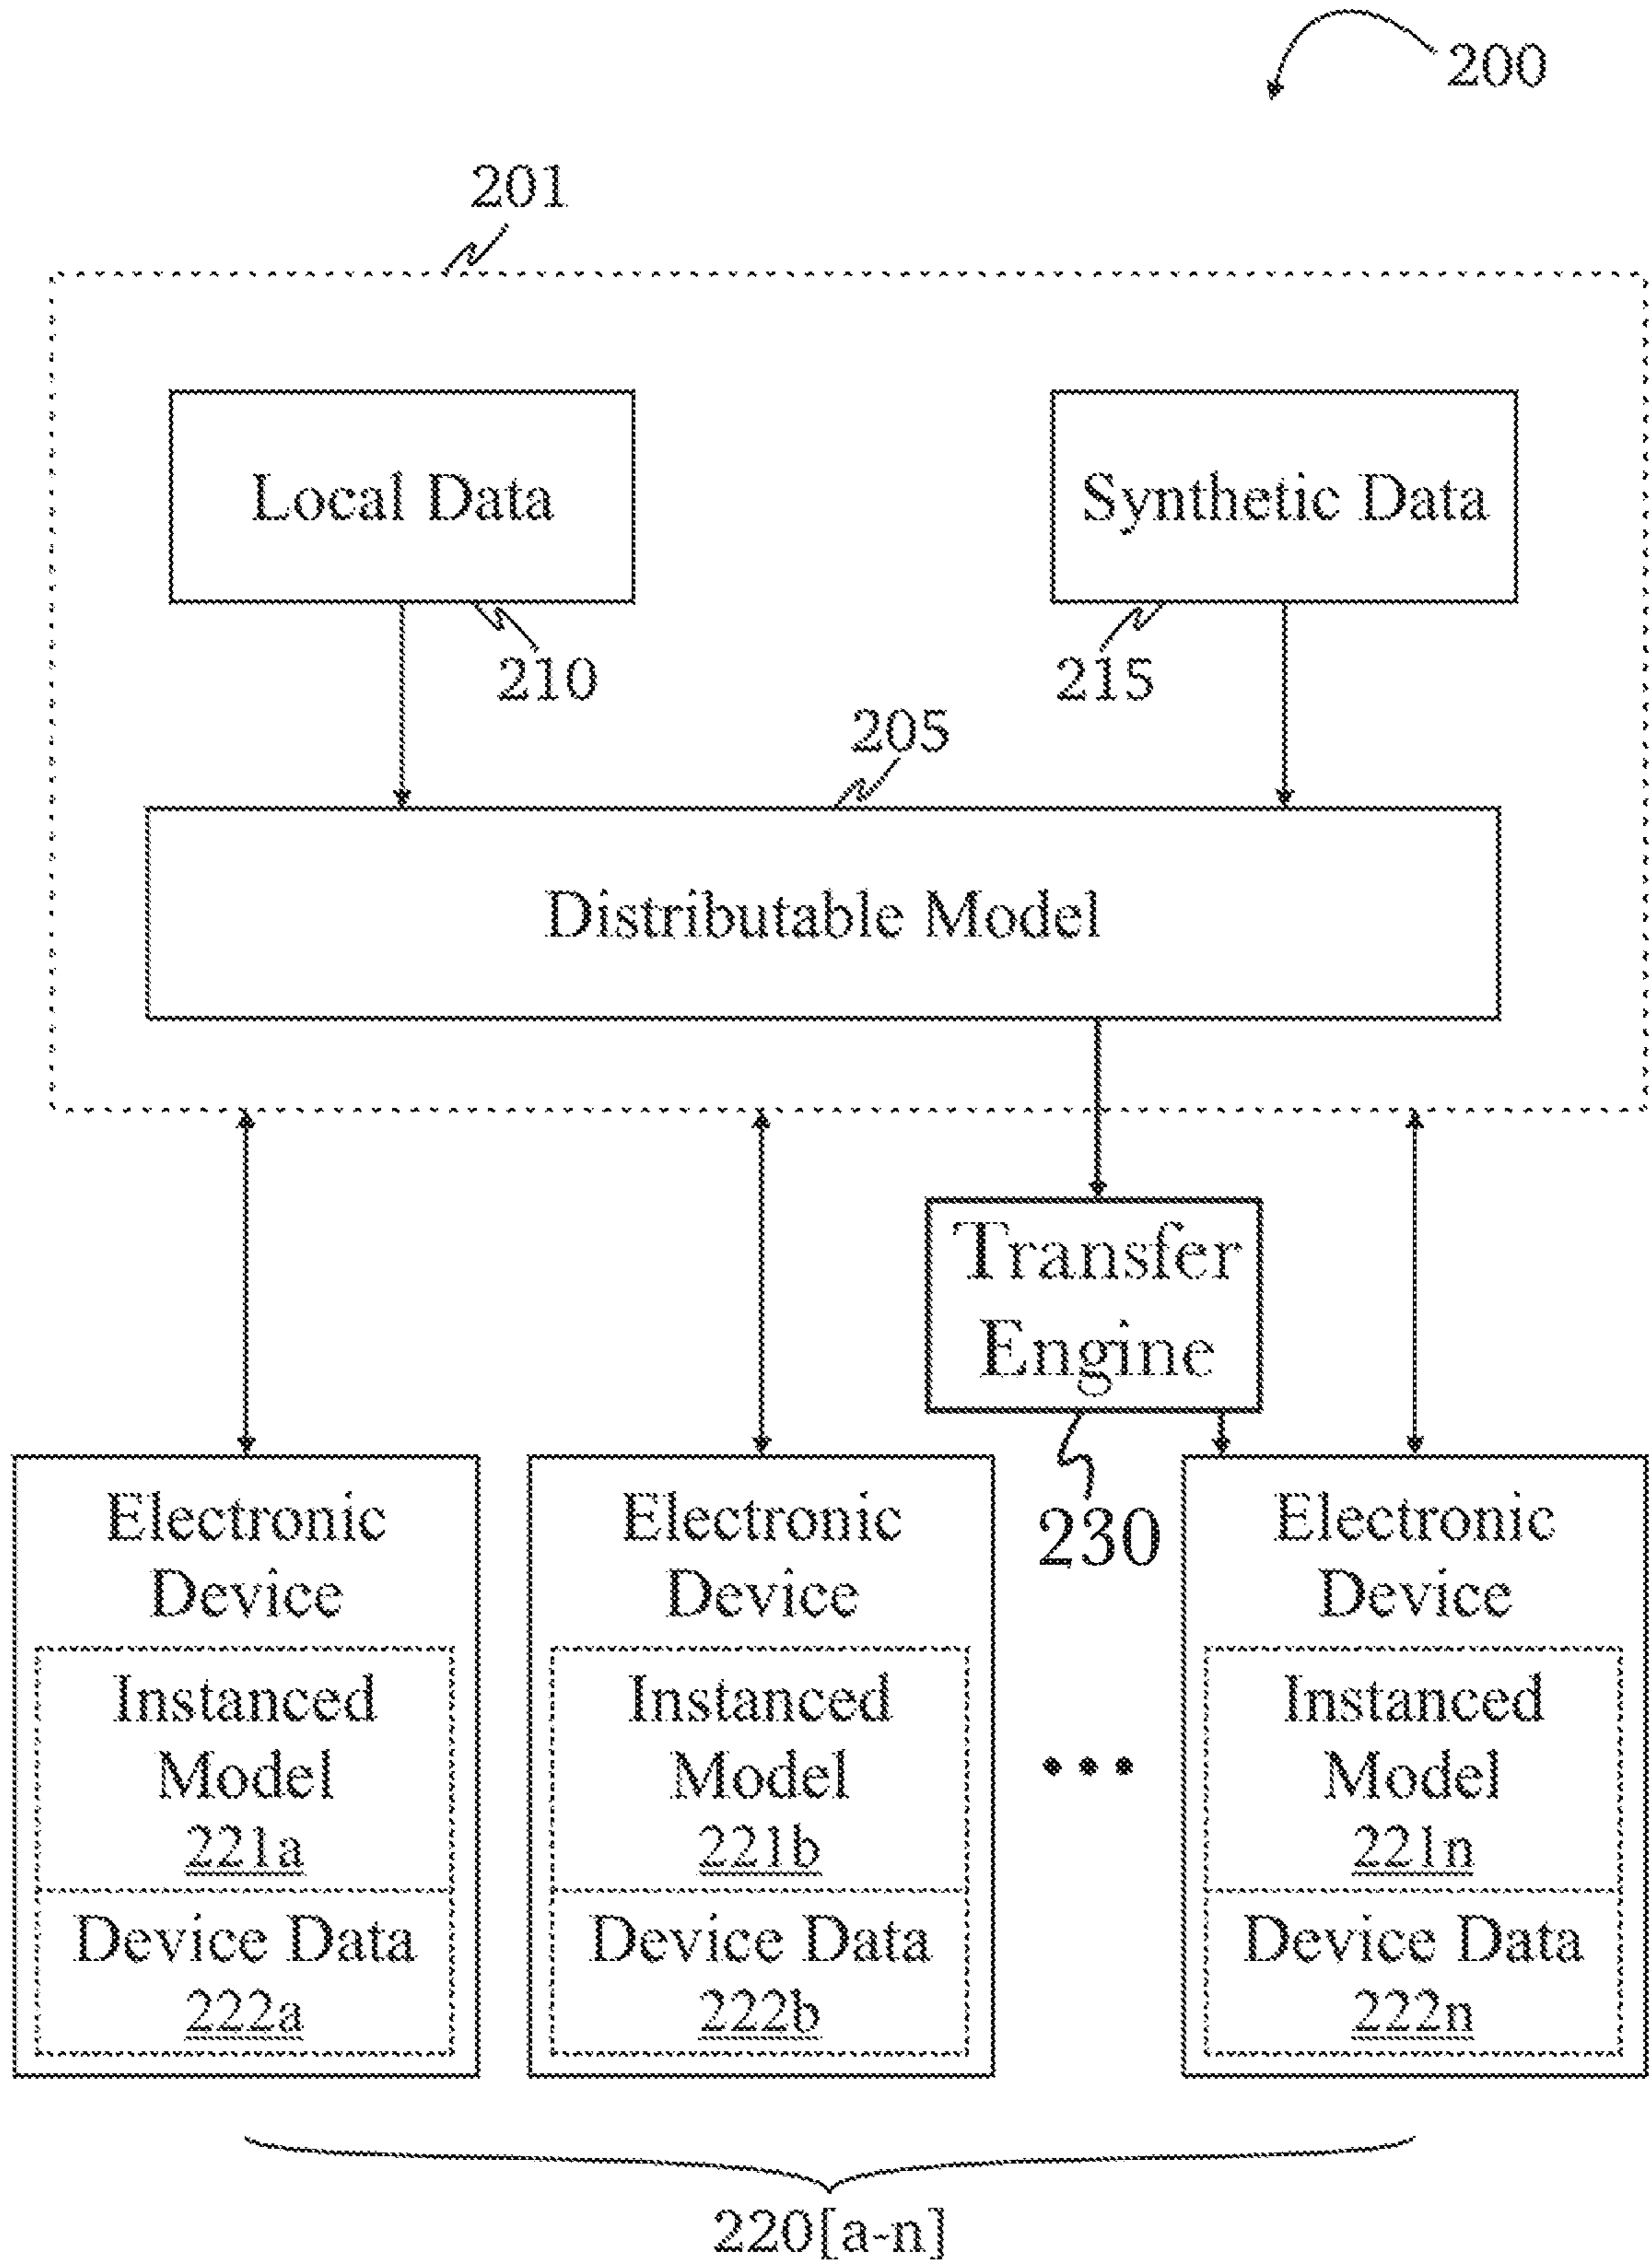 200
201
Local Data
Synthetic Data
210
215
205
Distributable Model
Transfer
Engine
230
Electronic
Device
Instanced
Model
221a
Device Data
222a
Electronic
Device
Instanced
Model
221b
Device Data
222b
Electronic
Device
Instanced
Model
221n
Device Data
222n
220[a-n]